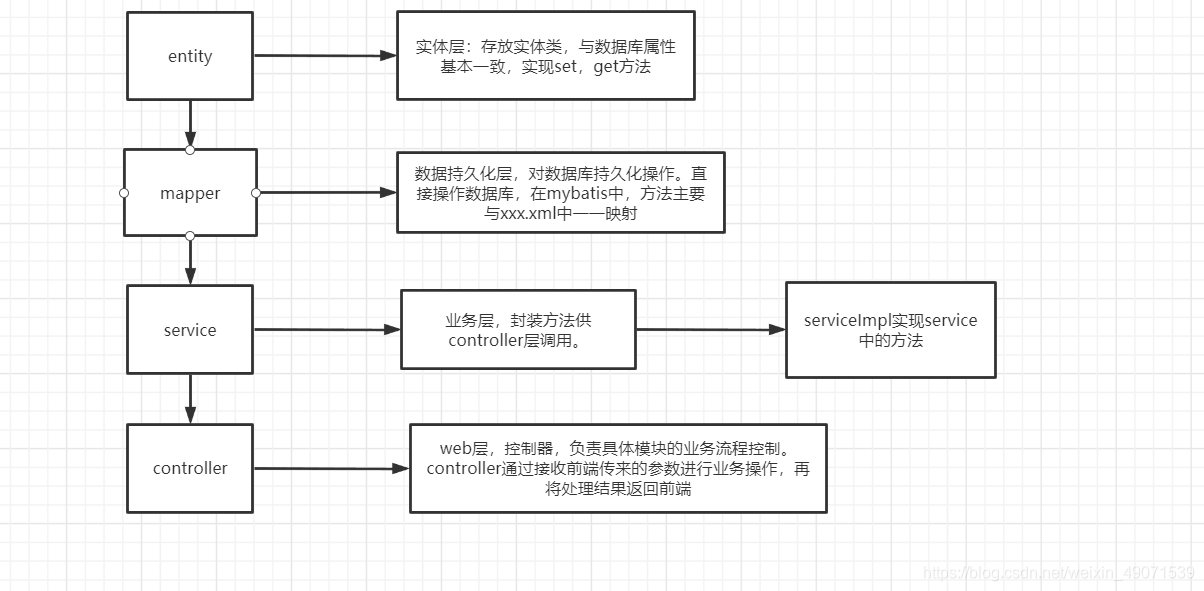 entity
实体层：存放实体类，与数据库属性
基本一致，实现set，get方法
mapper
数据持久化层，对数据库持久化操作。直
接操作数据库，在mybatis中，方法主要
与xxx.xml中一一映射
service
业务层，封装方法供
controller层调用。
serviceImpl实现service
中的方法
controller
web层，控制器，负责具体模块的业务流程控制。
controller通过接收前端传来的参数进行业务操作，再
将处理结果返回前端
https://blog.csdn.net/weixin_49071539